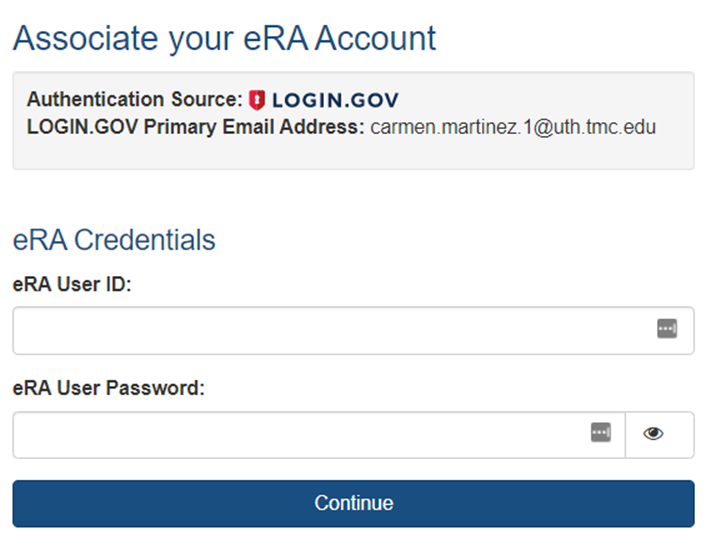 Associate your eRA Account
Authentication Source: LOGIN.GOV
LOGIN.GOV Primary Email Address: carmen.martinez.1@uth.tmc.edu
eRA Credentials
eRA User ID:
eRA User Password:
Continue